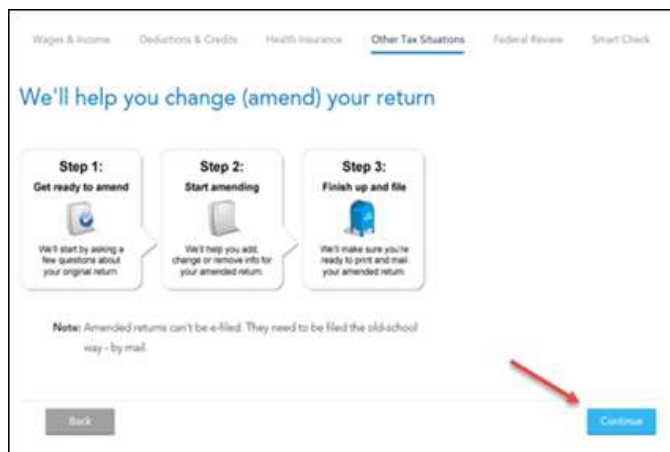 Wages & Income Deductions & Credits Health Insurance Other Tax Situations Federal Review Smart Check
We'll help you change (amend) your return
Step 1:
Get ready to amend
We'll start by asking a
few questions about
your original return
Step 2:
Start amending
We'll help you add,
change or remove info for
your amended return.
Step 3:
Finish up and file
We'll make sure you're
ready to print and mail
your amended return.
Note: Amended returns can't be e-filed. They need to be filed the old-school
way - by mail.
Back
Continue